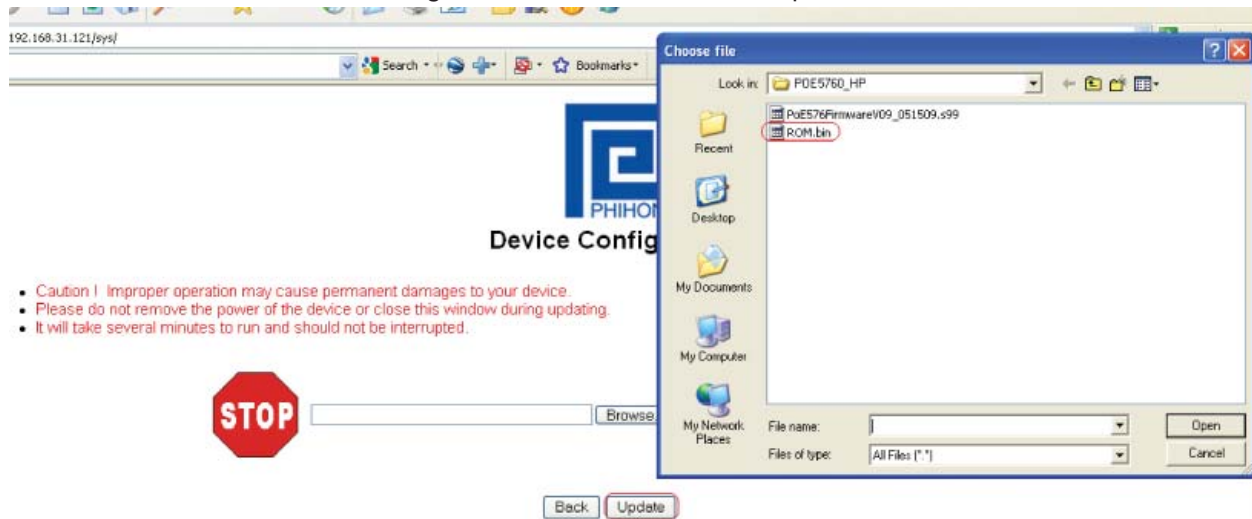 192.168.31.121/sys/
Search
Bookmarks
PHIHO
Device Config
Caution ! Improper operation may cause permanent damages to your device.
Please do not remove the power of the device or close this window during updating.
It will take several minutes to run and should not be interrupted.
STOP
Browse.
Back
Update
Choose file
Look in:
POE5760_HP
PoE576FirmwareV09_051509.s99
ROM.bin
Recent
Desktop
My Documents
My Computer
My Network
Places
File name:
Open
Files of type:
All Files (*.*)
Cancel